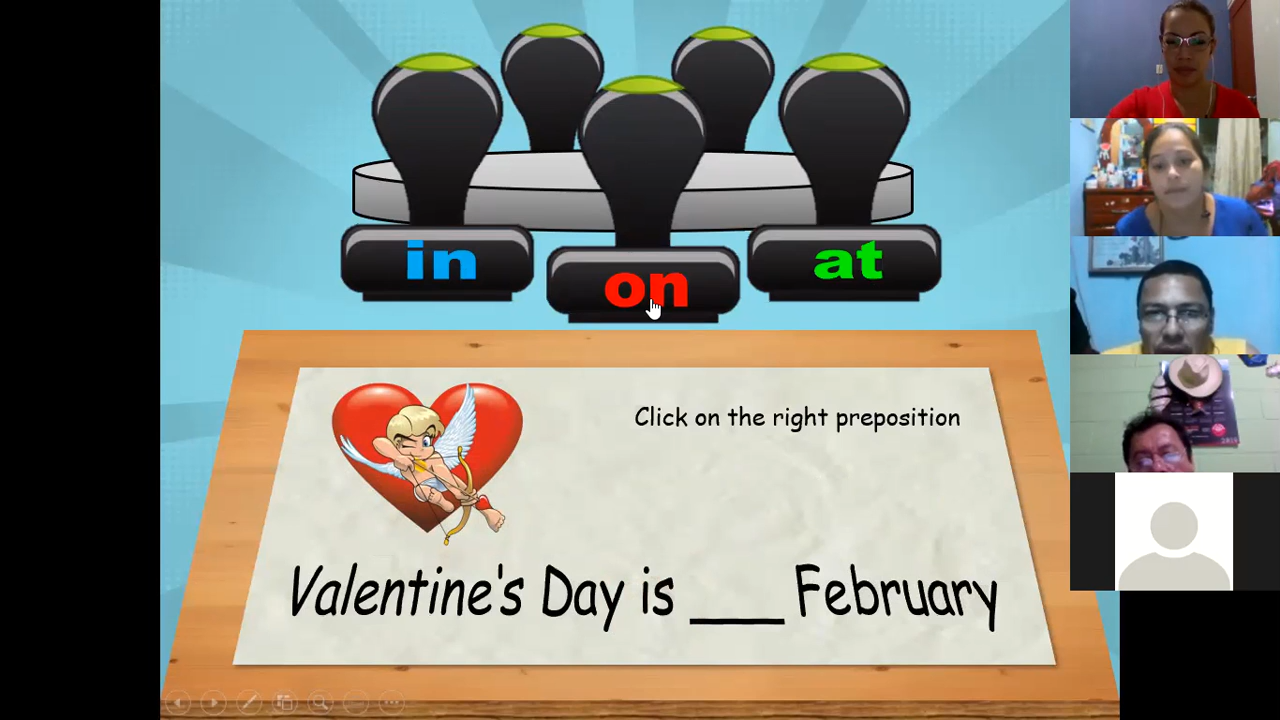 in
on
at
Click on the right preposition
Valentine's Day is ___ February